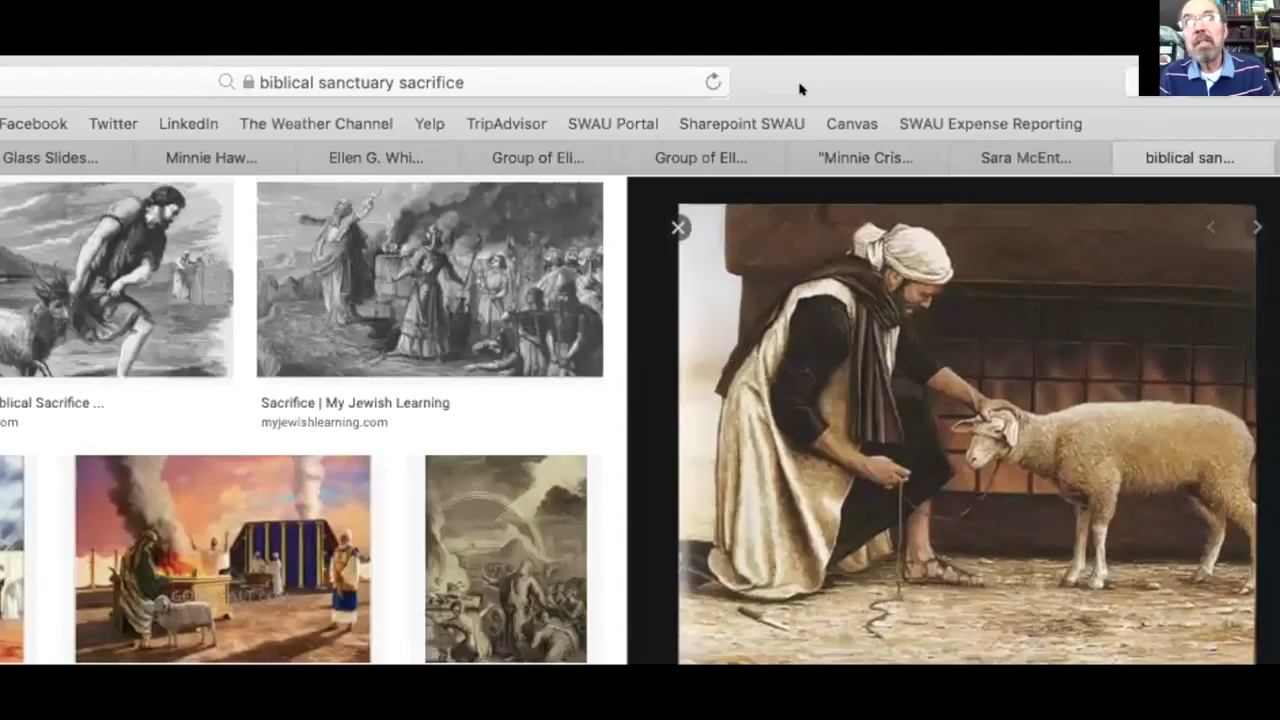 biblical sanctuary sacrifice
Facebook Twitter LinkedIn The Weather Channel Yelp TripAdvisor SWAU Portal Sharepoint SWAU Canvas SWAU Expense Reporting
Glass Slides... Minnie Haw... Ellen G. Whi... Group of Eli... Group of Ell... "Minnie Cris... Sara McEnt... biblical san...
blical Sacrifice ... Sacrifice | My Jewish Learning
om myjewishlearning.com